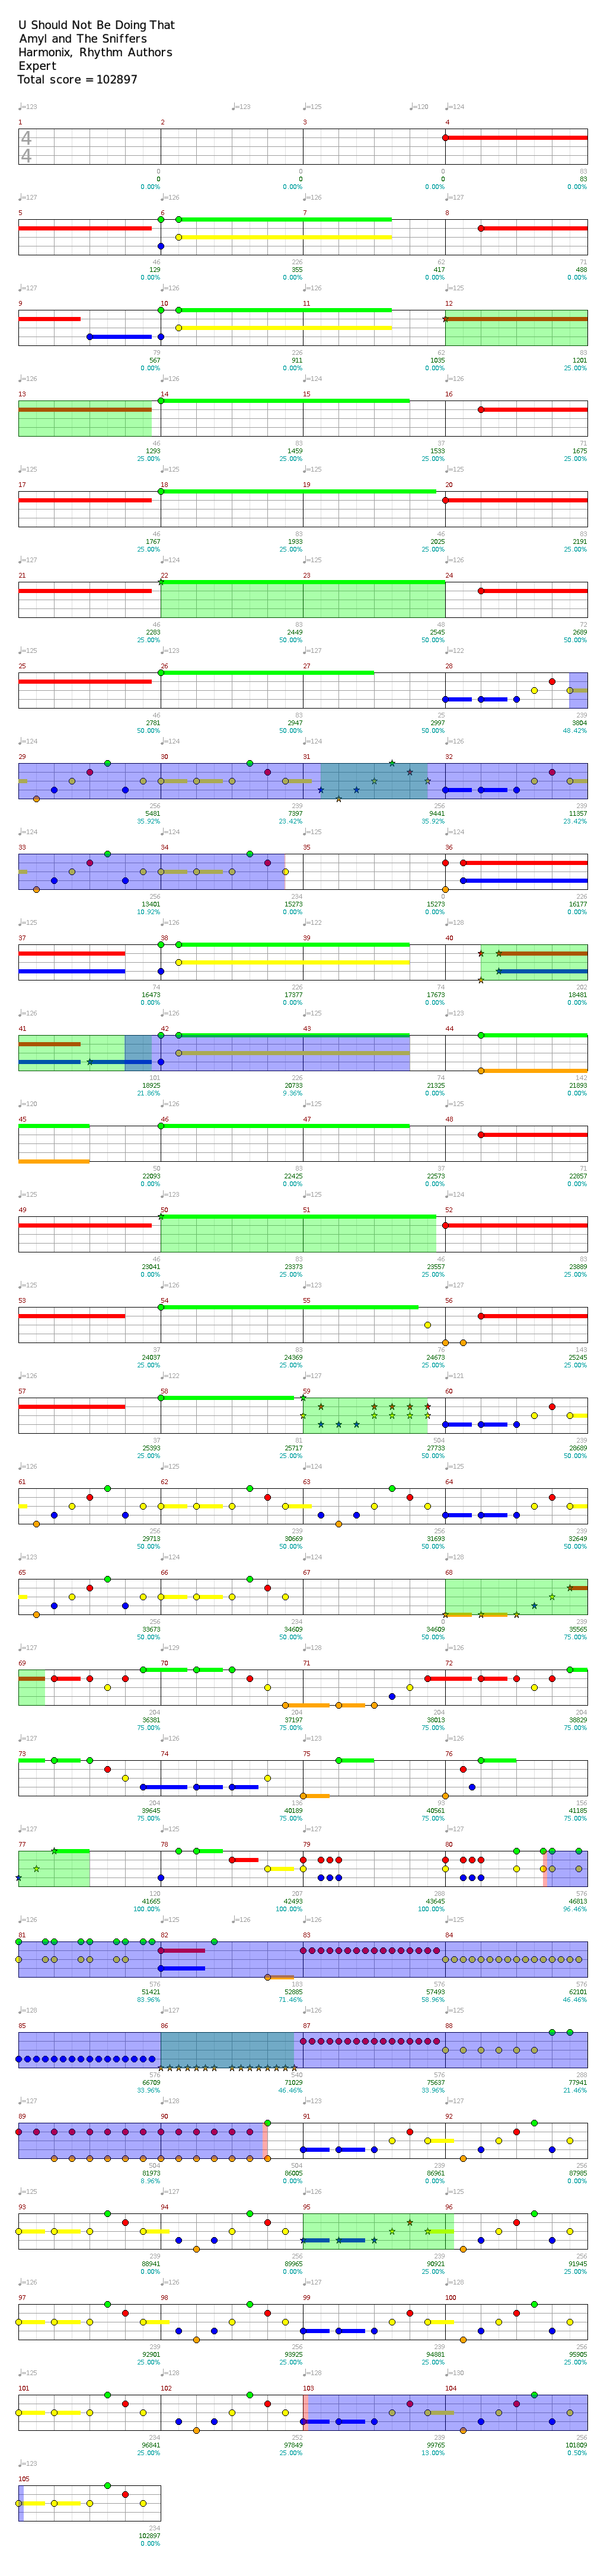 U Should Not Be Doing That
Amyl and The Sniffers
Harmonix, Rhythm Authors
Expert
Total score = 102897
♩=123 ♩=123 ♩=125 ♩=120 ♩=124
1 2 3 4
4
4
0 0 0 83
0 0 0 83
0.00% 0.00% 0.00% 0.00%
♩=127 ♩=126 ♩=126 ♩=127
5 6 7 8
46 226 62 71
129 355 417 488
0.00% 0.00% 0.00% 0.00%
♩=127 ♩=126 ♩=126 ♩=125
9 10 11 12
79 226 62 83
567 911 1035 1201
0.00% 0.00% 0.00% 25.00%
♩=126 ♩=126 ♩=124 ♩=126
13 14 15 16
46 83 37 71
1293 1459 1533 1675
25.00% 25.00% 25.00% 25.00%
♩=125 ♩=125 ♩=125 ♩=122
17 18 19 20
46 83 46 83
1767 1933 2025 2191
25.00% 25.00% 25.00% 25.00%
♩=127 ♩=124 ♩=125 ♩=126
21 22 23 24
46 83 48 72
2283 2449 2545 2689
25.00% 50.00% 50.00% 50.00%
♩=125 ♩=123 ♩=127 ♩=122
25 26 27 28
46 83 25 239
2781 2947 2997 3804
50.00% 50.00% 50.00% 48.42%
♩=124 ♩=124 ♩=124 ♩=124
29 30 31 32
256 239 256 239
5481 7397 9441 11357
35.92% 23.42% 35.92% 23.42%
♩=124 ♩=124 ♩=124 ♩=124
33 34 35 36
256 234 0 226
13401 15273 15273 16177
10.92% 0.00% 0.00% 0.00%
♩=125 ♩=126 ♩=122 ♩=128
37 38 39 40
74 226 74 202
16473 17377 17673 18481
0.00% 0.00% 0.00% 0.00%
♩=126 ♩=126 ♩=125 ♩=123
41 42 43 44
101 226 74 142
18925 20733 21325 21893
21.86% 9.36% 0.00% 0.00%
♩=120 ♩=126 ♩=126 ♩=125
45 46 47 48
50 83 37 71
22093 22425 22573 22857
0.00% 0.00% 0.00% 0.00%
♩=125 ♩=126 ♩=125 ♩=124
49 50 51 52
46 83 46 83
23041 23373 23557 23889
0.00% 25.00% 25.00% 25.00%
♩=125 ♩=126 ♩=123 ♩=127
53 54 55 56
37 83 76 143
24037 24369 24673 25245
25.00% 25.00% 25.00% 25.00%
♩=126 ♩=122 ♩=127 ♩=121
57 58 59 60
37 81 504 239
25393 25717 27733 28689
25.00% 25.00% 50.00% 50.00%
♩=126 ♩=124 ♩=125 ♩=124
61 62 63 64
256 239 256 239
29713 30669 31693 32649
50.00% 50.00% 50.00% 50.00%
♩=123 ♩=124 ♩=124 ♩=128
65 66 67 68
256 234 0 239
33673 34609 34609 35565
50.00% 50.00% 50.00% 75.00%
♩=127 ♩=129 ♩=128 ♩=126
69 70 71 72
204 204 204 204
36381 37197 38013 38829
75.00% 75.00% 75.00% 75.00%
♩=126 ♩=127 ♩=125 ♩=126
73 74 75 76
204 136 93 156
39645 40189 40561 41185
75.00% 75.00% 75.00% 75.00%
♩=127 ♩=125 ♩=127 ♩=127
77 78 79 80
120 207 288 576
41665 42493 43645 46813
100.00% 100.00% 100.00% 96.46%
♩=126 ♩=125 ♩=126 ♩=124 ♩=126
81 82 83 84
576 183 576 576
51421 52885 57493 62101
83.96% 71.46% 58.96% 46.46%
♩=128 ♩=127 ♩=126 ♩=125
85 86 87 88
576 540 576 288
66709 71029 75637 77941
33.96% 46.46% 33.96% 21.46%
♩=127 ♩=128 ♩=123 ♩=127
89 90 91 92
504 504 239 256
81973 86005 86961 87985
8.96% 0.00% 0.00% 0.00%
♩=125 ♩=127 ♩=125 ♩=126
93 94 95 96
239 256 239 256
88941 89965 90921 91945
0.00% 0.00% 25.00% 25.00%
♩=126 ♩=126 ♩=127 ♩=128
97 98 99 100
239 256 239 256
92901 93925 94881 95905
25.00% 25.00% 25.00% 25.00%
♩=125 ♩=128 ♩=128 ♩=130
101 102 103 104
234 252 239 256
96841 97849 99765 101809
25.00% 25.00% 13.00% 0.50%
♩=123
105
234
102897
0.00%